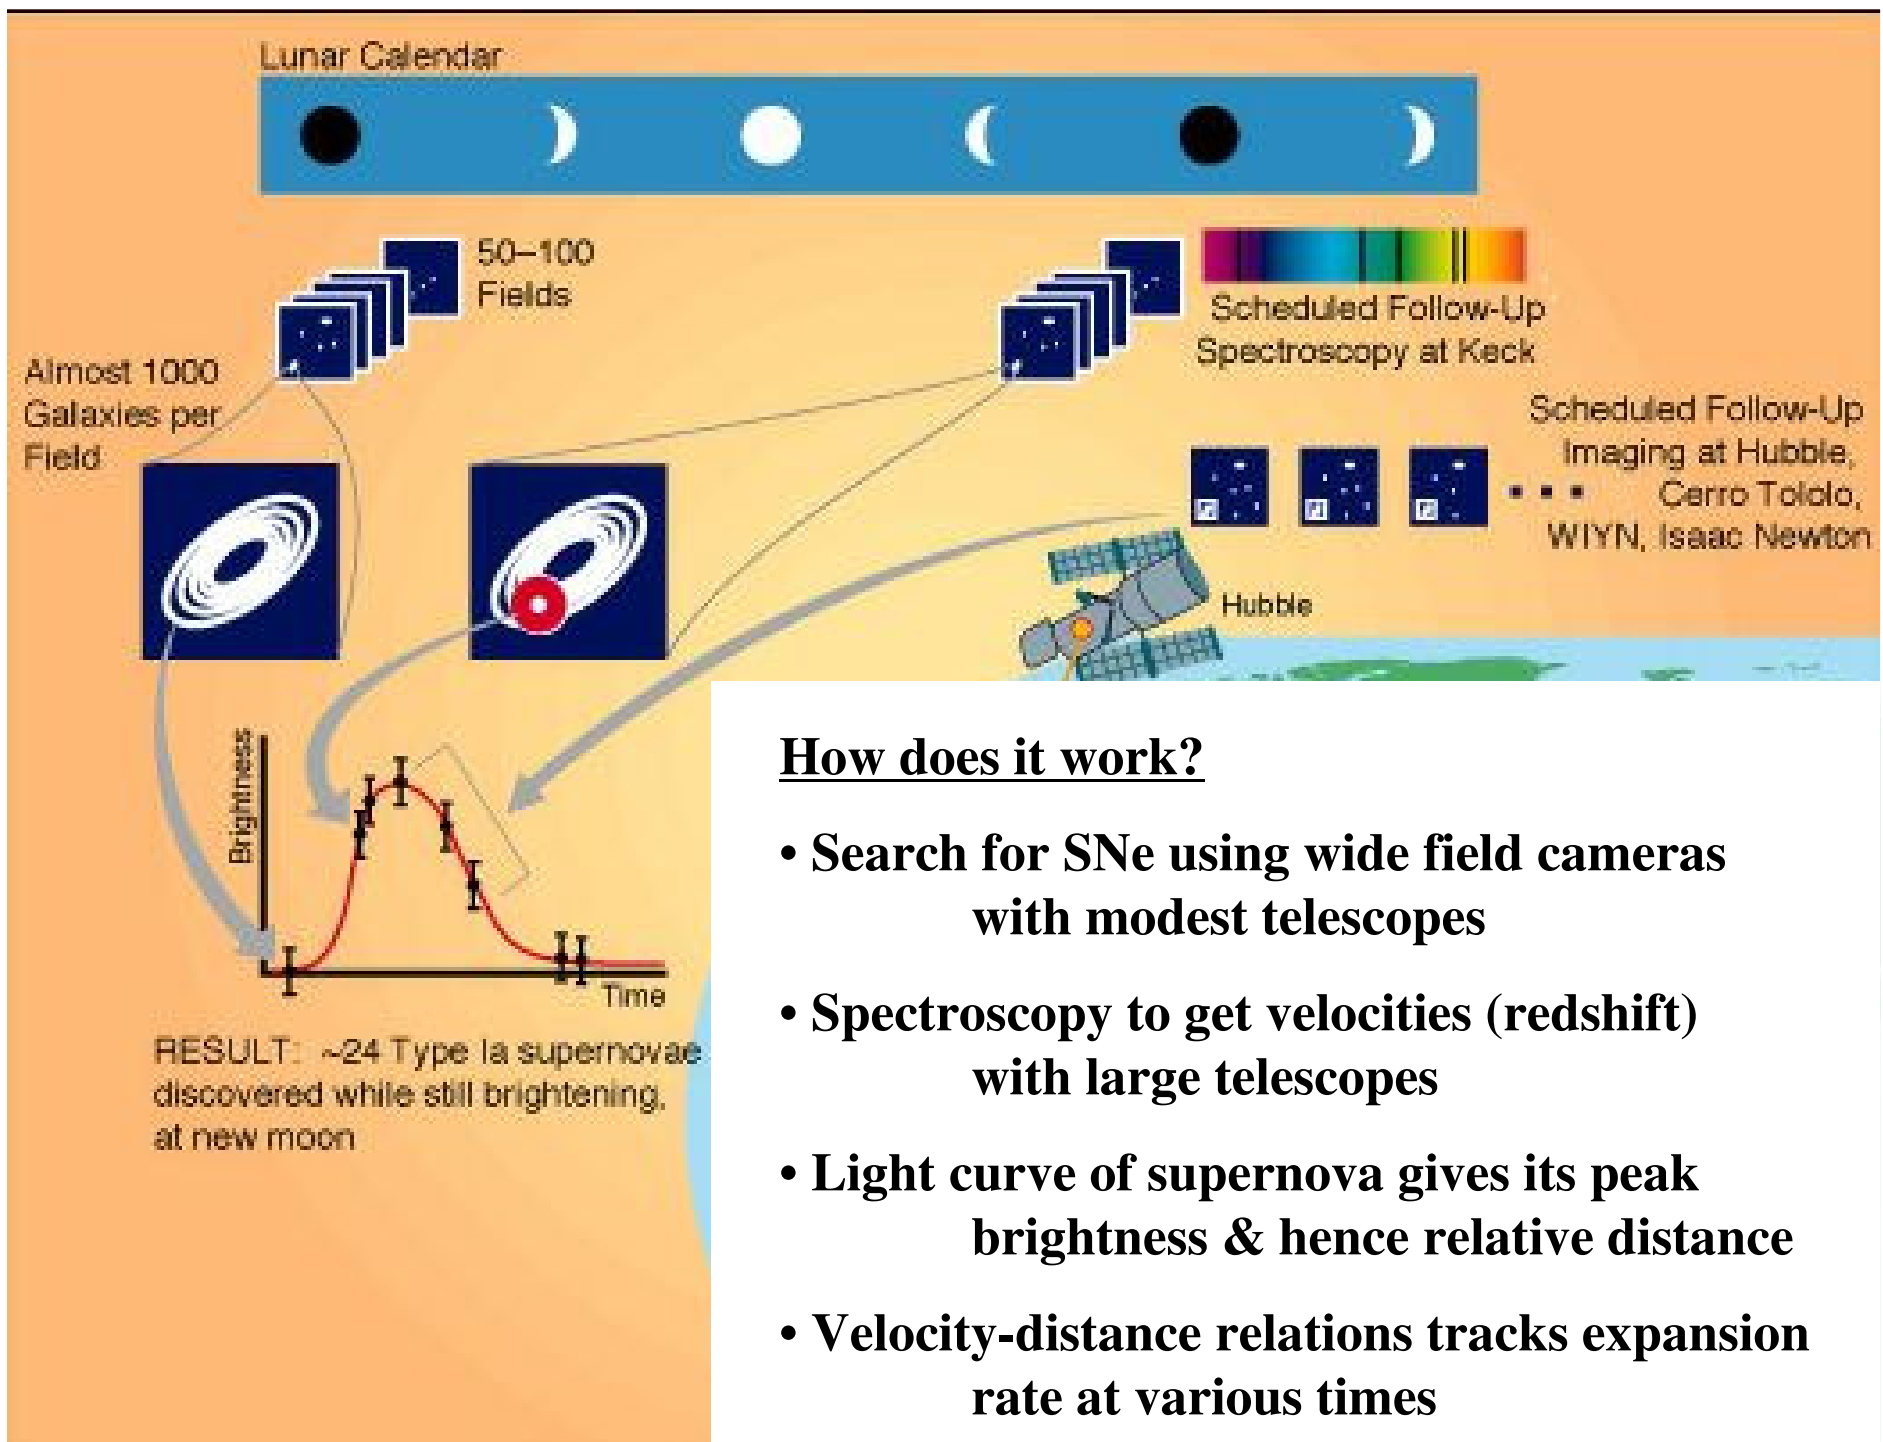 Lunar Calendar
50–100
Fields
Scheduled Follow-Up
Spectroscopy at Keck
Almost 1000
Galaxies per
Field
Scheduled Follow-Up
Imaging at Hubble,
Cerro Tololo,
WIYN, Isaac Newton
Hubble
Brightness
Time
RESULT: ~24 Type Ia supernovae
discovered while still brightening,
at new moon
How does it work?
• Search for SNe using wide field cameras
with modest telescopes
• Spectroscopy to get velocities (redshift)
with large telescopes
• Light curve of supernova gives its peak
brightness & hence relative distance
• Velocity-distance relations tracks expansion
rate at various times